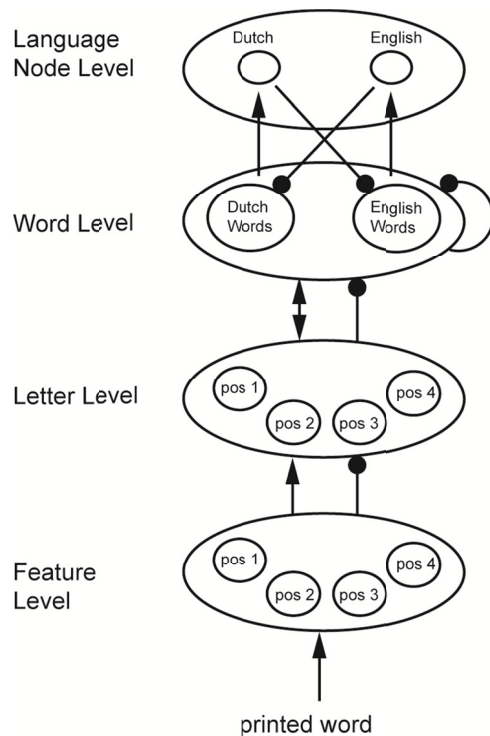 Language
Node Level
Dutch
English
Word Level
Dutch
Words
English
Words
Letter Level
pos 1
pos 2
pos 3
pos 4
Feature
Level
pos 1
pos 2
pos 3
pos 4
printed word